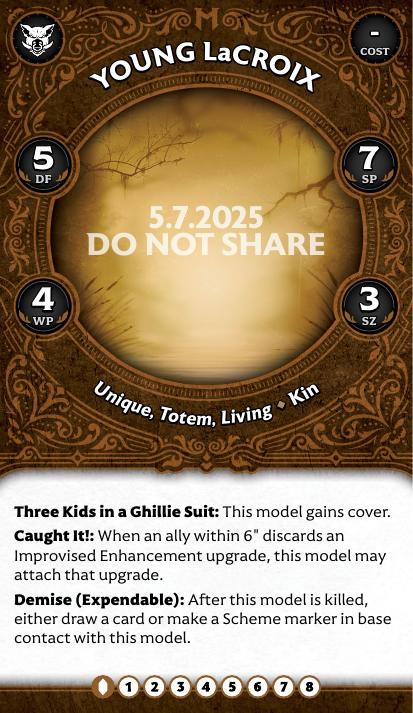 M
YOUNG LaCROIX
-
COST
5
DF
7
SP
5.7.2025
DO NOT SHARE
4
WP
3
SZ
Unique, Totem, Living ♦ Kin
Three Kids in a Ghillie Suit: This model gains cover.
Caught It!: When an ally within 6" discards an
Improvised Enhancement upgrade, this model may
attach that upgrade.
Demise (Expendable): After this model is killed,
either draw a card or make a Scheme marker in base
contact with this model.
1 2 3 4 5 6 7 8